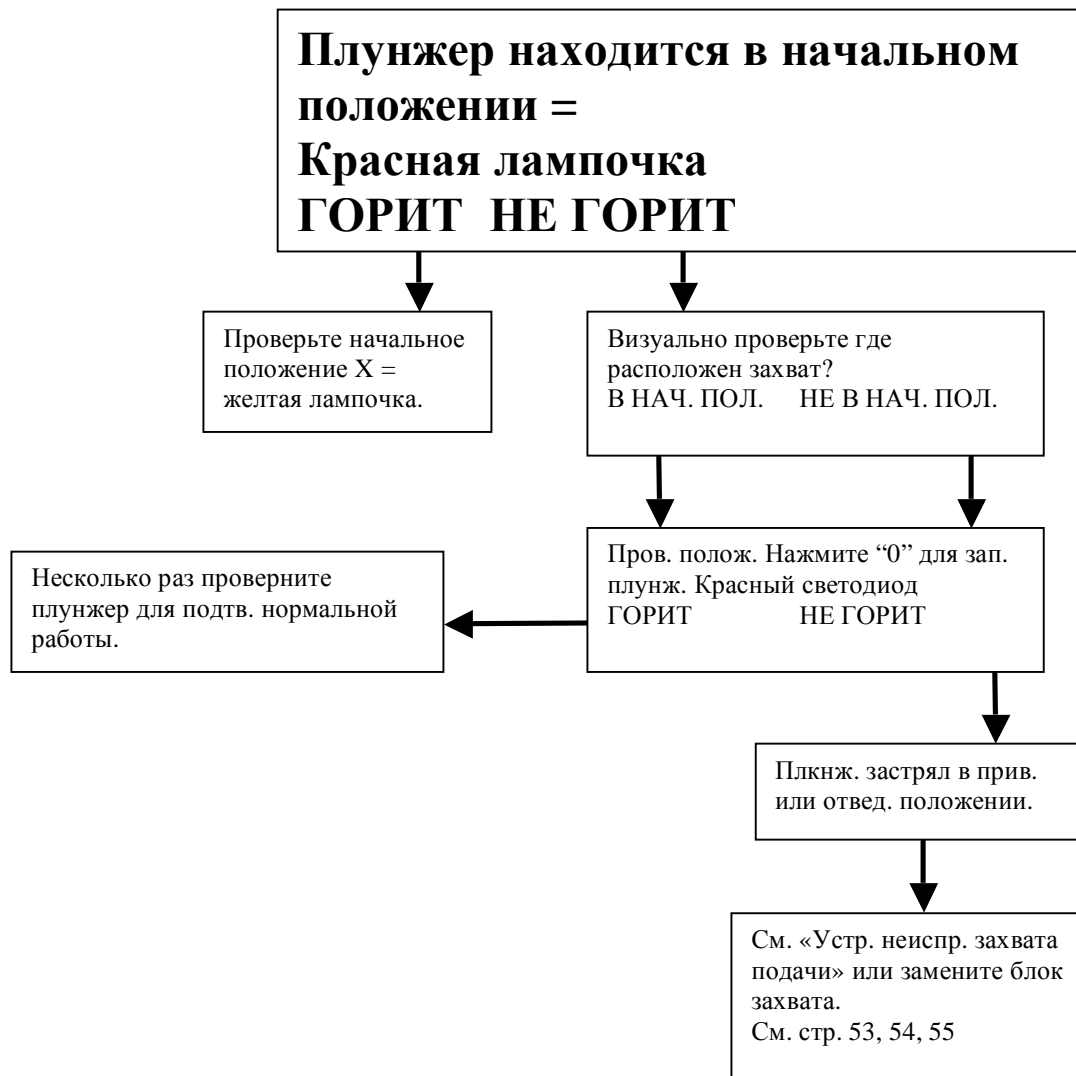 Плунжер находится в начальном
положении =
Красная лампочка
ГОРИТ НЕ ГОРИТ
Проверьте начальное
положение X =
желтая лампочка.
Визуально проверьте где
расположен захват?
В НАЧ. ПОЛ. НЕ В НАЧ. ПОЛ.
Пров. полож. Нажмите “0” для зап.
плунж. Красный светодиод
ГОРИТ НЕ ГОРИТ
Несколько раз проверните
плунжер для подтв. нормальной
работы.
Плкнж. застрял в прив.
или отвед. положении.
См. «Устр. неиспр. захвата
подачи» или замените блок
захвата.
См. стр. 53, 54, 55